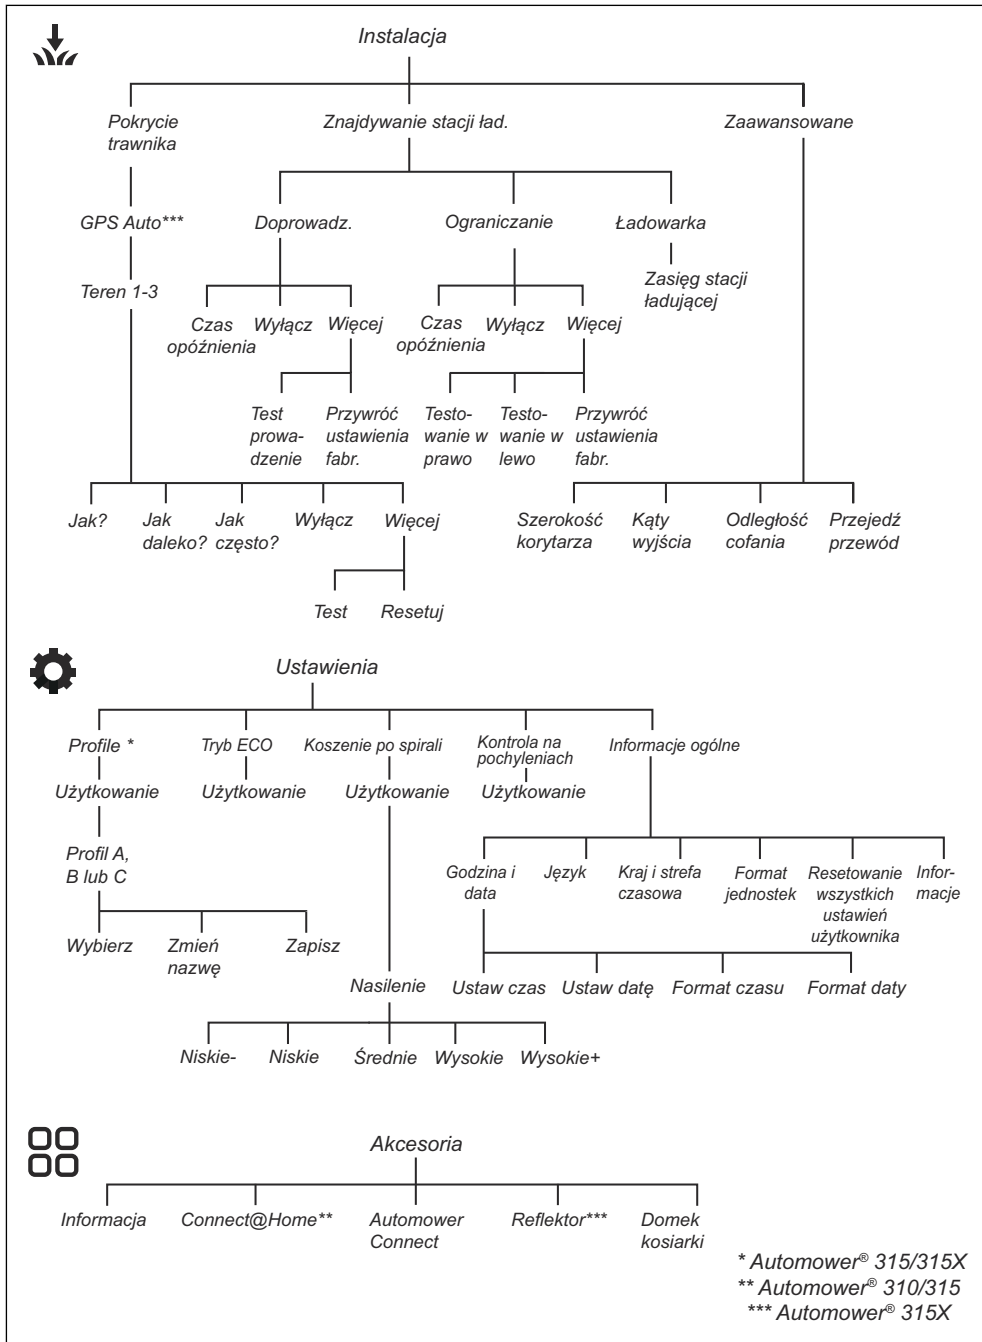 Instalacja
Pokrycie
trawnika
Znajdywanie stacji ład.
Zaawansowane
GPS Auto***
Doprowadz.
Ograniczanie
Ładowarka
Teren 1-3
Zasięg stacji
ładującej
Czas
opóźnienia
Wyłącz
Więcej
Czas
opóźnienia
Wyłącz
Więcej
Test
prowa-
dzenie
Przywróć
ustawienia
fabr.
Testo-
wanie w
prawo
Testo-
wanie w
lewo
Przywróć
ustawienia
fabr.
Jak?
Jak
daleko?
Jak
często?
Wyłącz
Więcej
Szerokość
korytarza
Kąty
wyjścia
Odległość
cofania
Przejedź
przewód
Test
Resetuj
Ustawienia
Profile *
Tryb ECO
Koszenie po spirali
Kontrola na
pochyleniach
Informacje ogólne
Użytkowanie
Użytkowanie
Użytkowanie
Użytkowanie
Profil A,
B lub C
Godzina i
data
Język
Kraj i strefa
czasowa
Format
jednostek
Resetowanie
wszystkich
ustawień
użytkownika
Infor-
macje
Wybierz
Zmień
nazwę
Zapisz
Nasilenie
Ustaw czas
Ustaw datę
Format czasu
Format daty
Niskie-
Niskie
Średnie
Wysokie
Wysokie+
Akcesoria
Informacja
Connect@Home**
Automower
Connect
Reflektor***
Domek
kosiarki
* Automower® 315/315X
** Automower® 310/315
*** Automower® 315X